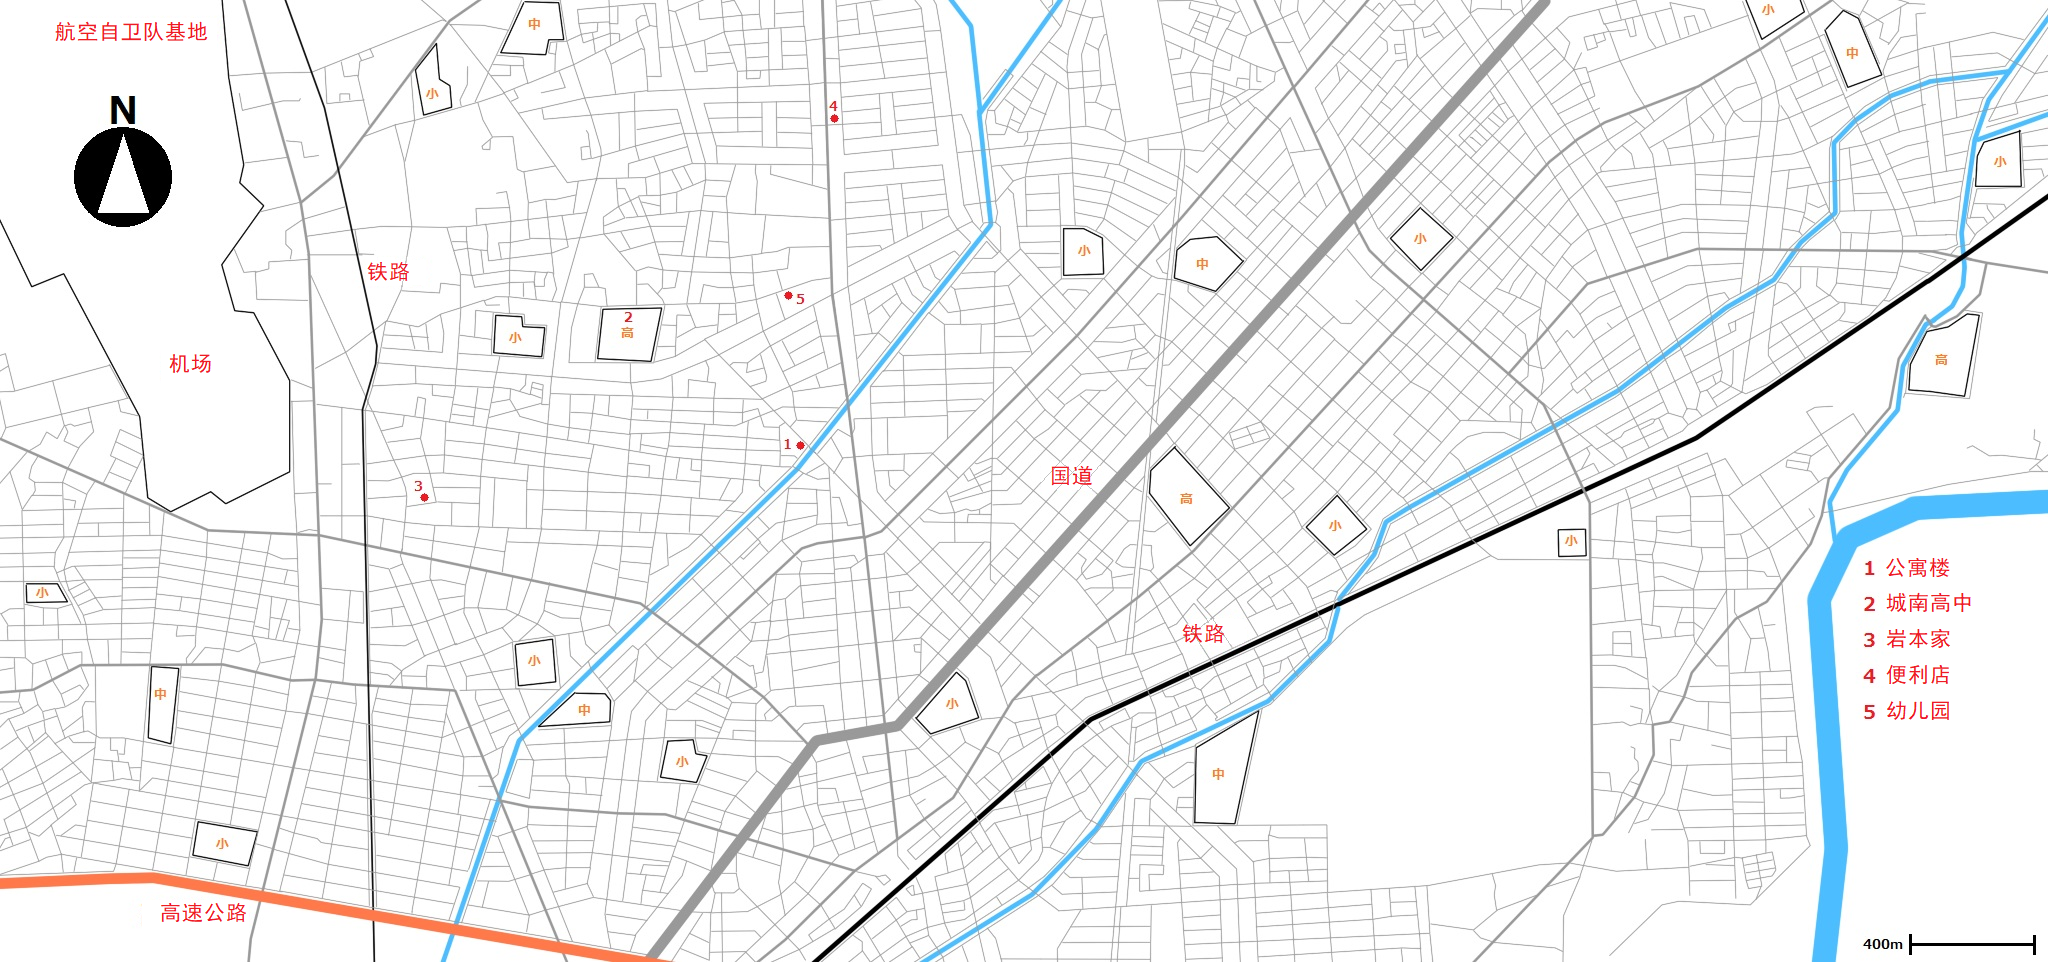 航空自卫队基地
N
中
小
4
小
中
小
铁路
小
中
小
5
2
高
小
机场
高
1
国道
3
高
小
小
小
铁路
小
中
中
小
小
中
小
高速公路
1 公寓楼
2 城南高中
3 岩本家
4 便利店
5 幼儿园
400m